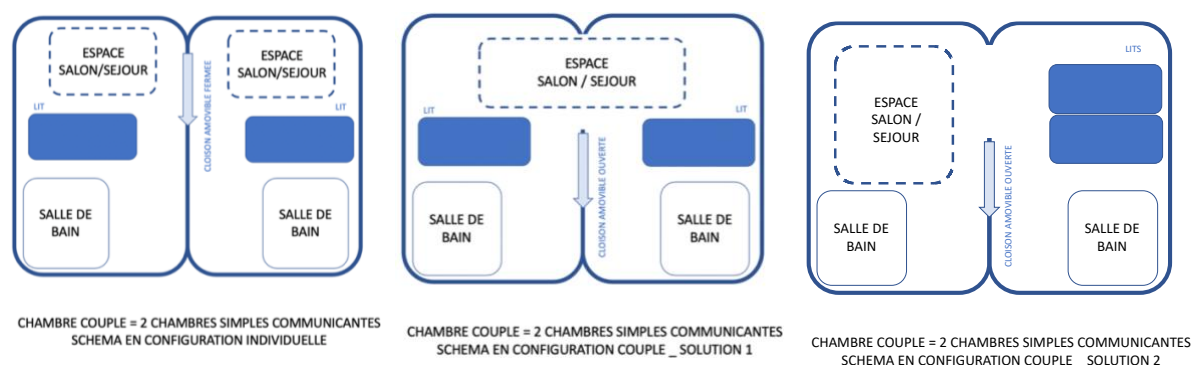 ESPACE
SALON/SEJOUR
ESPACE
SALON/SEJOUR
LIT
LIT
CLOISON AMOVIBLE FERMEE
SALLE DE
BAIN
SALLE DE
BAIN
CHAMBRE COUPLE = 2 CHAMBRES SIMPLES COMMUNICANTES
SCHEMA EN CONFIGURATION INDIVIDUELLE
ESPACE
SALON / SEJOUR
LIT
LIT
CLOISON AMOVIBLE OUVERTE
SALLE DE
BAIN
SALLE DE
BAIN
CHAMBRE COUPLE = 2 CHAMBRES SIMPLES COMMUNICANTES
SCHEMA EN CONFIGURATION COUPLE _ SOLUTION 1
LITS
ESPACE
SALON /
SEJOUR
CLOISON AMOVIBLE OUVERTE
SALLE DE
BAIN
SALLE DE
BAIN
CHAMBRE COUPLE = 2 CHAMBRES SIMPLES COMMUNICANTES
SCHEMA EN CONFIGURATION COUPLE _ SOLUTION 2